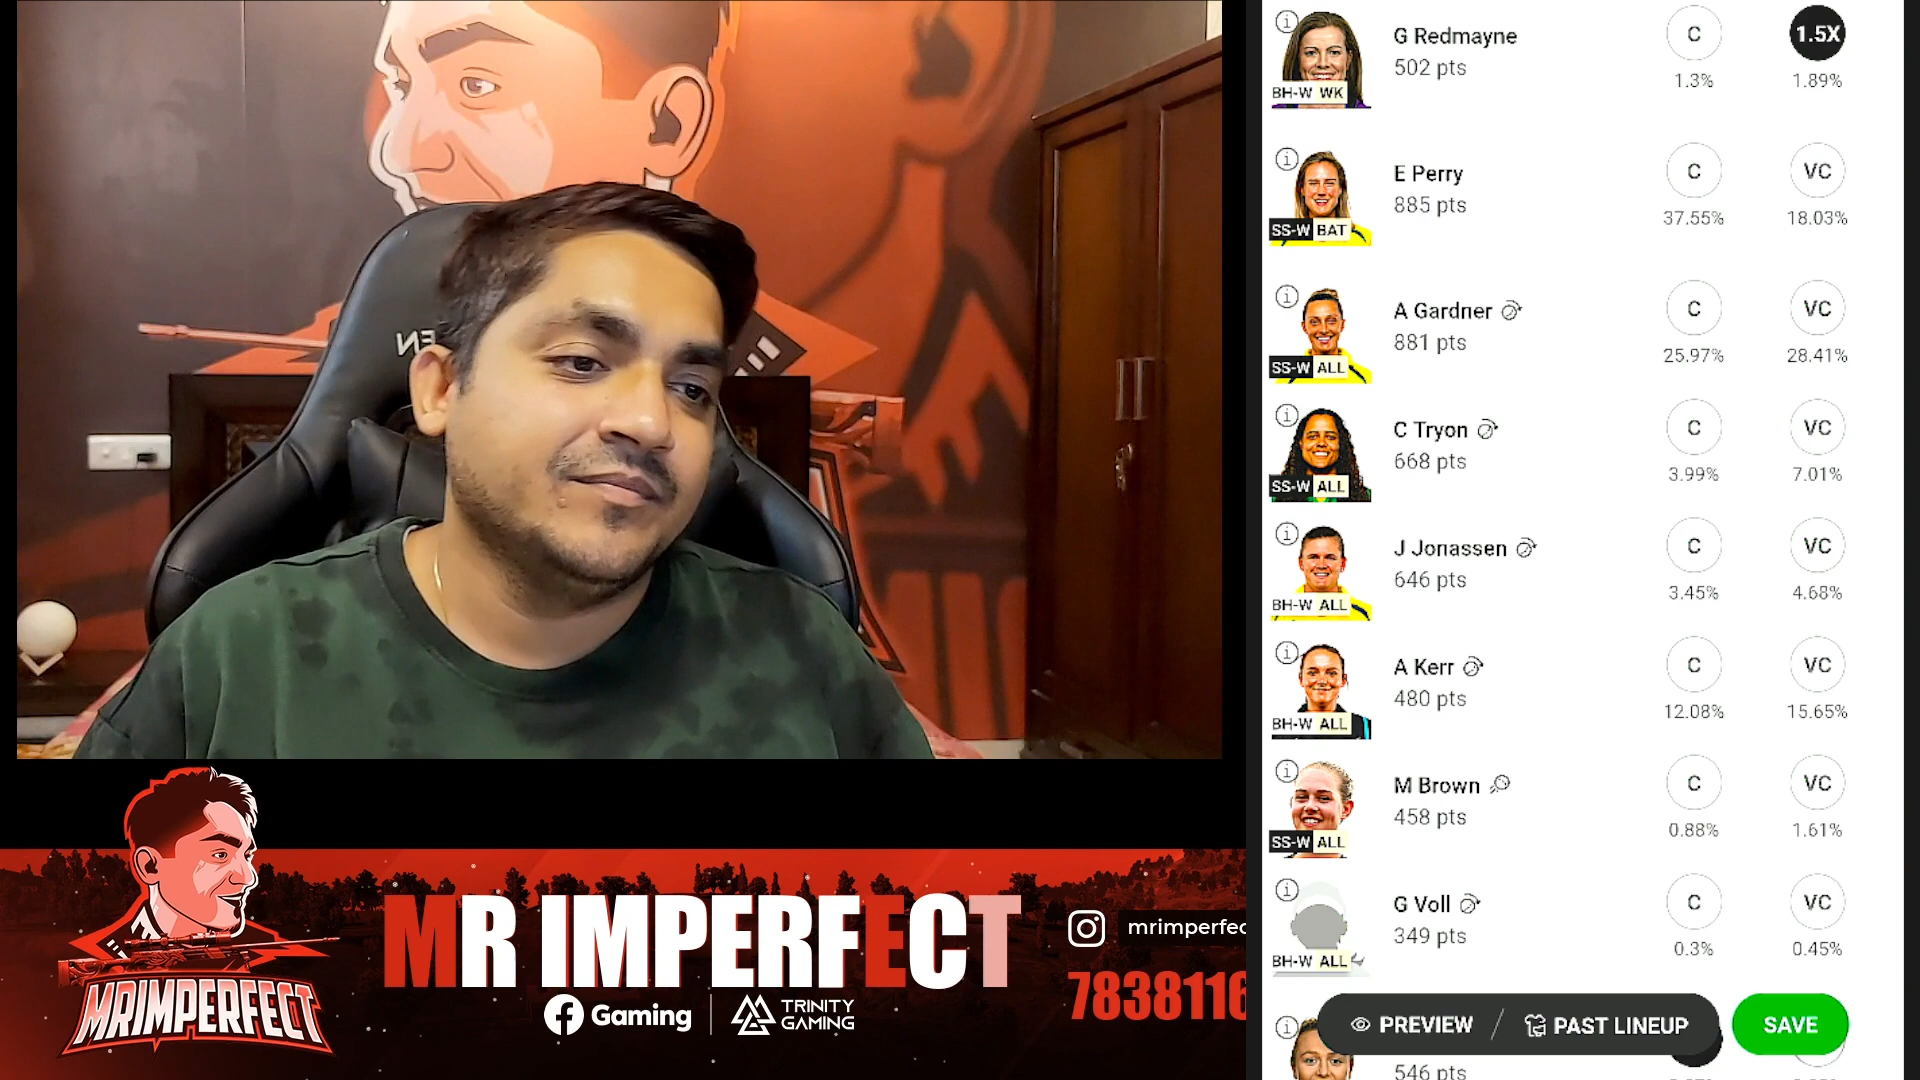 G Redmayne
502 pts
BH-W WK
C
1.3%
1.5X
1.89%
E Perry
885 pts
SS-W BAT
C
37.55%
VC
18.03%
A Gardner
881 pts
SS-W ALL
C
25.97%
VC
28.41%
C Tryon
668 pts
SS-W ALL
C
3.99%
VC
7.01%
J Jonassen
646 pts
BH-W ALL
C
3.45%
VC
4.68%
A Kerr
480 pts
BH-W ALL
C
12.08%
VC
15.65%
M Brown
458 pts
SS-W ALL
C
0.88%
VC
1.61%
G Voll
349 pts
BH-W ALL
C
0.3%
VC
0.45%
PREVIEW / PAST LINEUP
SAVE
546 pts
MRIMPERFECT
MR IMPERFECT
Gaming
TRINITY
GAMING
mrimperfec
7838116